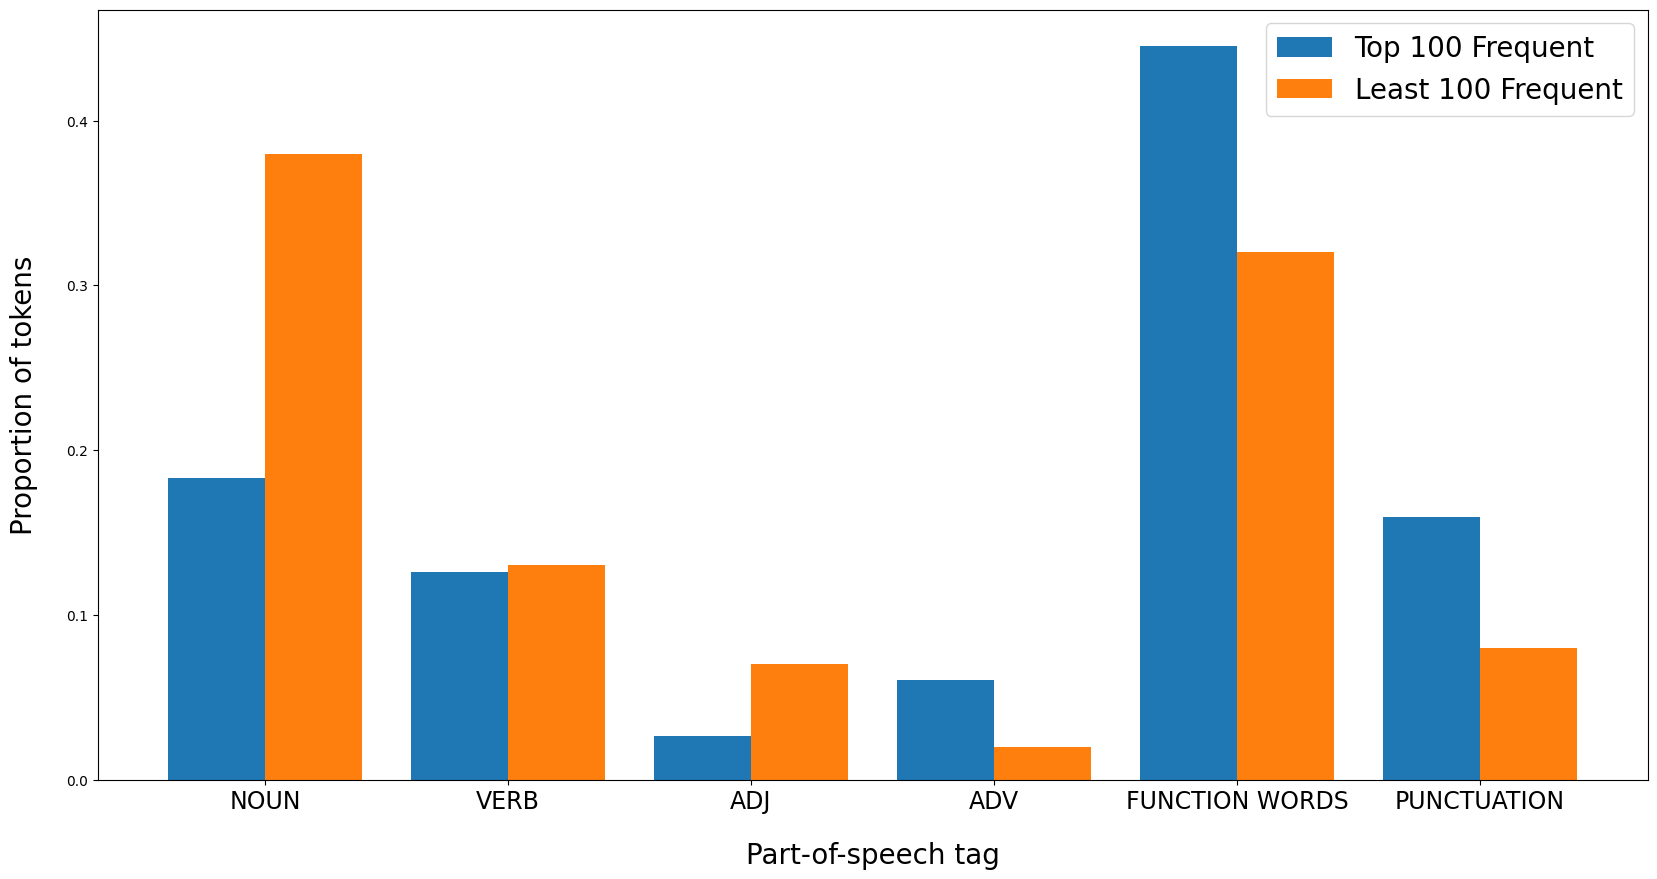 Top 100 Frequent
Least 100 Frequent
Proportion of tokens
0.4
0.3
0.2
0.1
0.0
NOUN VERB ADJ ADV FUNCTION WORDS PUNCTUATION
Part-of-speech tag